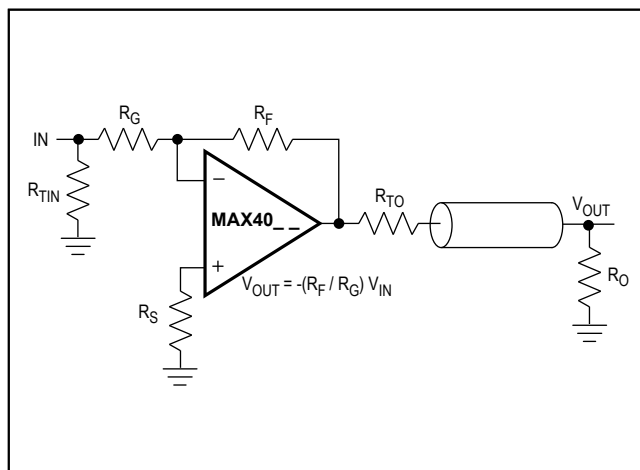 R_G
R_F
IN
R_TIN
−
MAX40_ _
R_TO
V_OUT
+
V_OUT = -(R_F / R_G) V_IN
R_O
R_S